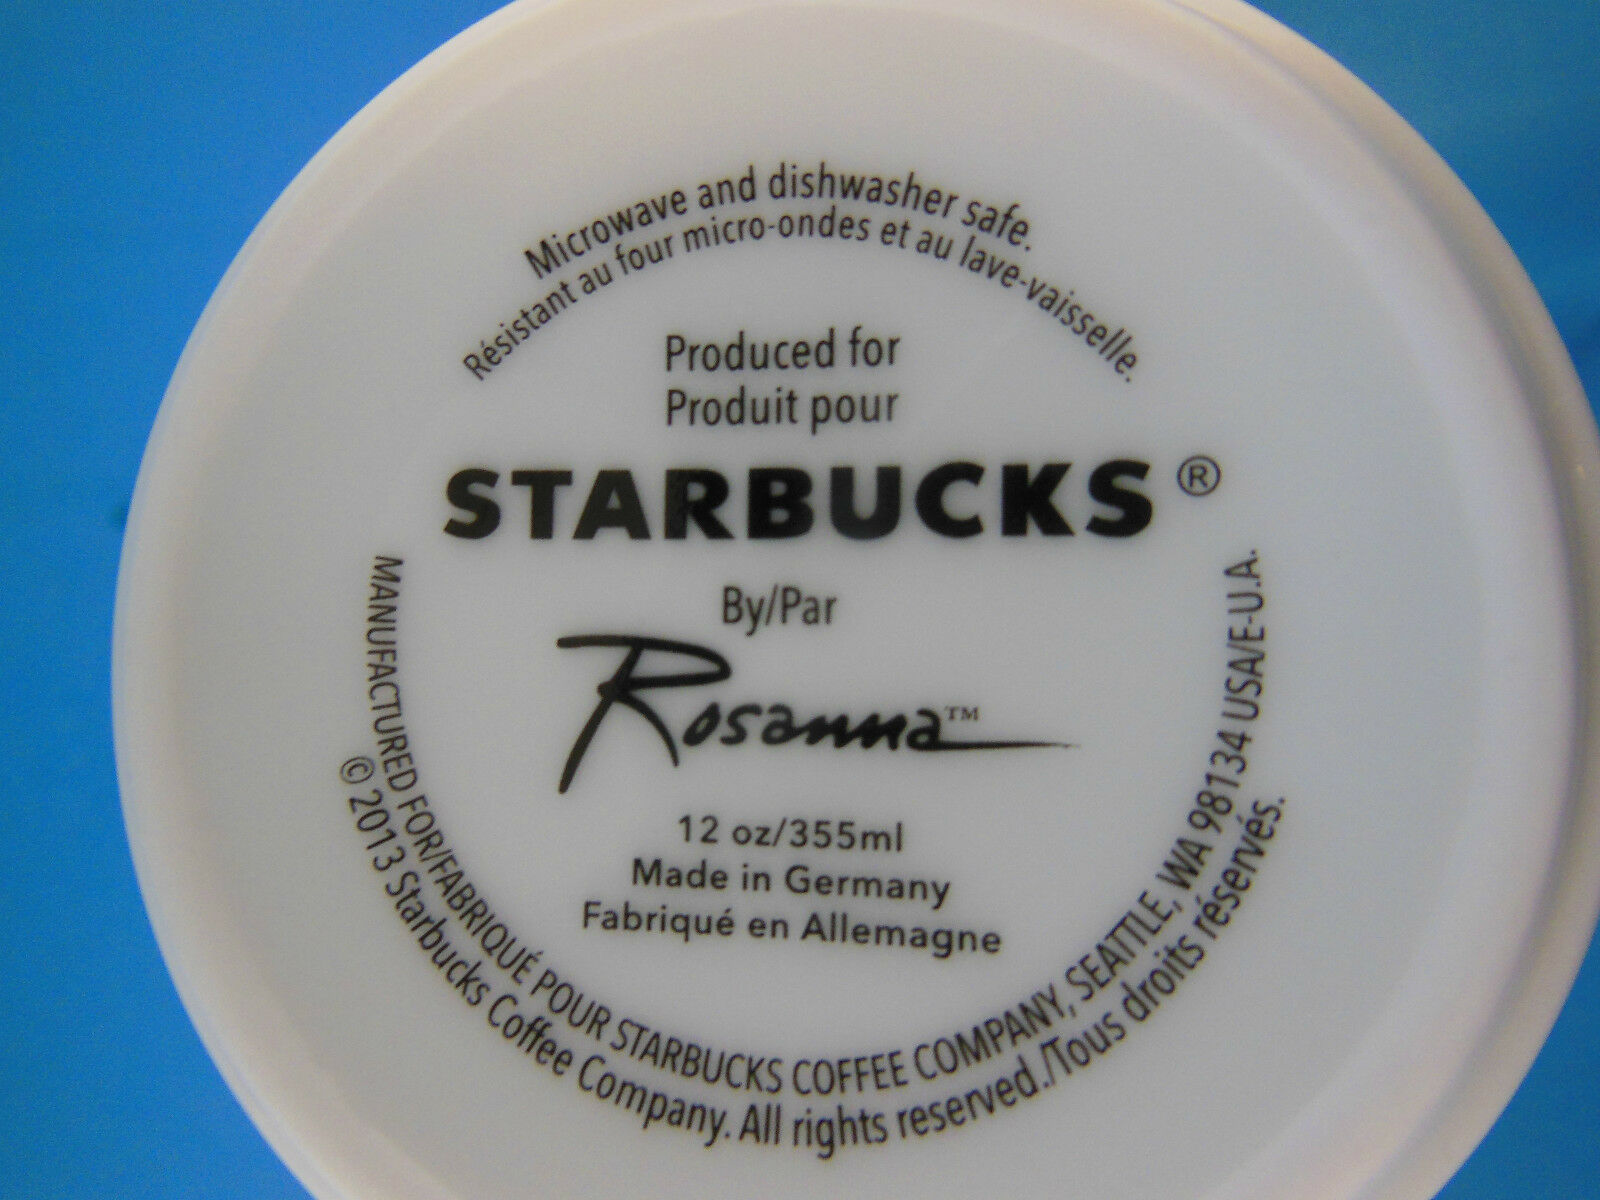 Microwave and dishwasher safe.
Résistant au four micro-ondes et au lave-vaisselle.
Produced for
Produit pour
STARBUCKS®
By/Par
Rosanna™
12 oz/355ml
Made in Germany
Fabriqué en Allemagne
MANUFACTURED FOR/FABRIQUÉ POUR STARBUCKS COFFEE COMPANY, SEATTLE, WA 98134 USA/E-U.A.
© 2013 Starbucks Coffee Company. All rights reserved./Tous droits réservés.